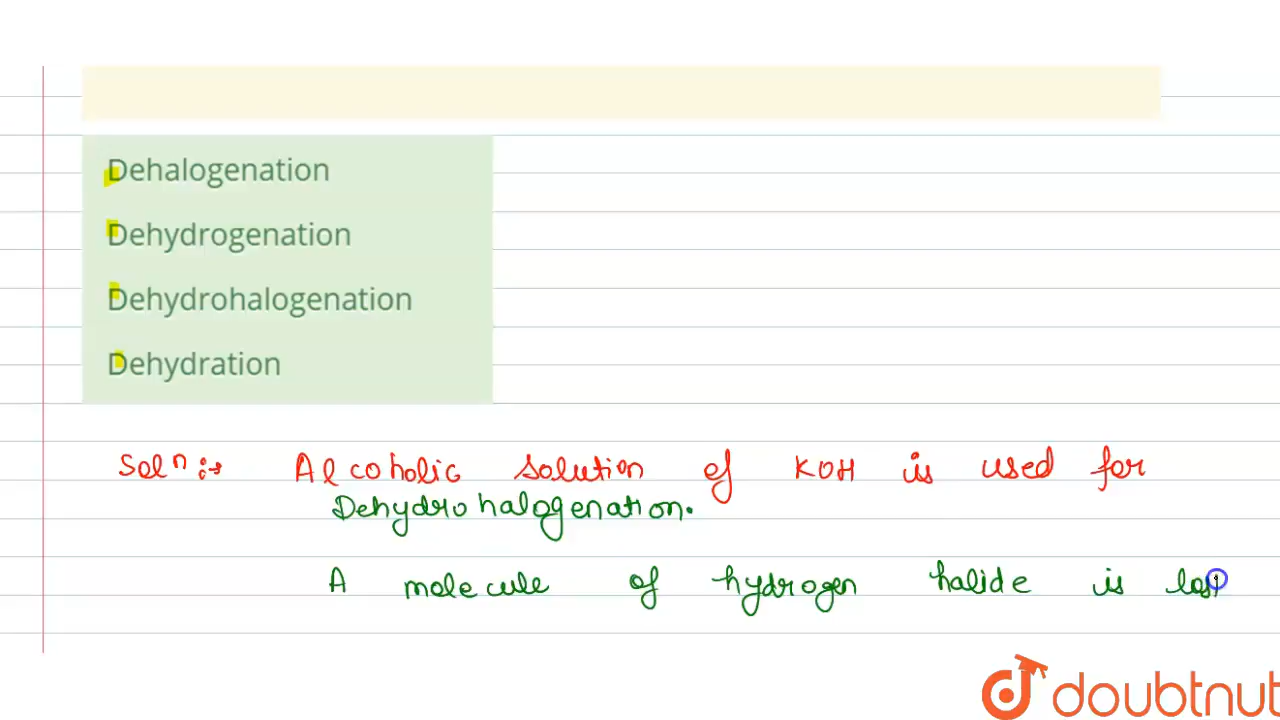 Dehalogenation
Dehydrogenation
Dehydrohalogenation
Dehydration
Solⁿ :→ Alcoholic solution of KOH is used for
Dehydrohalogenation.
A molecule of hydrogen halide is lost
doubtnut